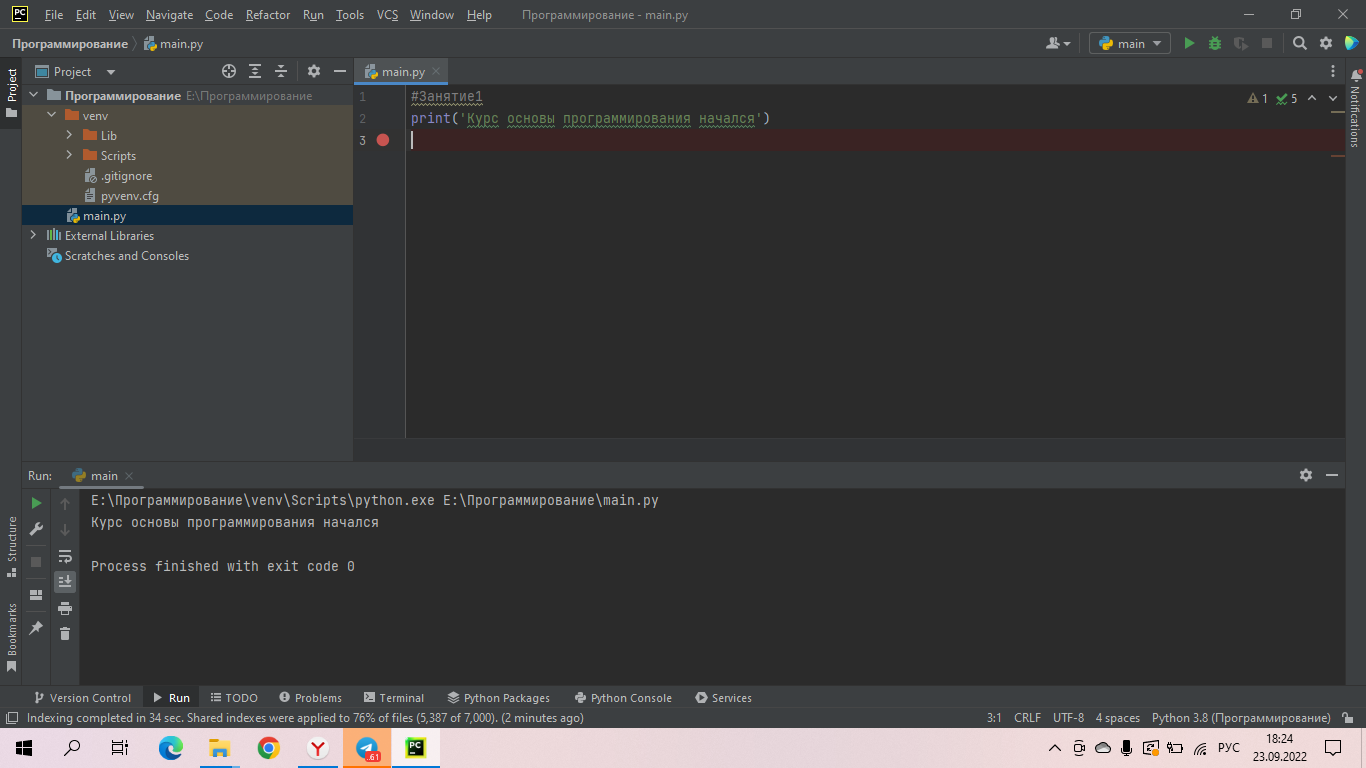 PC File Edit View Navigate Code Refactor Run Tools VCS Window Help Программирование - main.py
Программирование main.py main
Project
Project
main.py
Программирование E:\Программирование
venv
Lib
Scripts
.gitignore
pyvenv.cfg
main.py
External Libraries
Scratches and Consoles
1 #Занятие1
2 print('Курс основы программирования начался')
3
1 5
Notifications
Run: main
E:\Программирование\venv\Scripts\python.exe E:\Программирование\main.py
Курс основы программирования начался
Process finished with exit code 0
Structure
Bookmarks
Version Control Run TODO Problems Terminal Python Packages Python Console Services
Indexing completed in 34 sec. Shared indexes were applied to 76% of files (5,387 of 7,000). (2 minutes ago) 3:1 CRLF UTF-8 4 spaces Python 3.8 (Программирование)
.61 PC РУС 18:24
23.09.2022